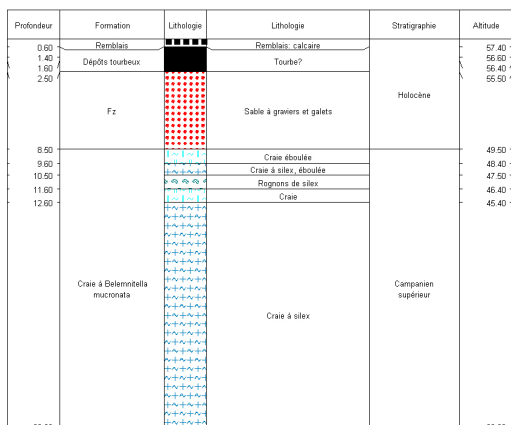 Profondeur Formation Lithologie Lithologie Stratigraphie Altitude
0.60 Remblais Remblais: calcaire 57.40
1.40 56.60
Dépôts tourbeux Tourbe?
1.60 56.40
2.50 55.50
Holocène
Fz Sable à graviers et galets
8.50 49.50
Craie éboulée
9.60 48.40
Craie à silex, éboulée
10.50 47.50
Rognons de silex
11.60 46.40
Craie
12.60 45.40
Craie à Belemnitella Campanien
mucronata supérieur
Craie à silex